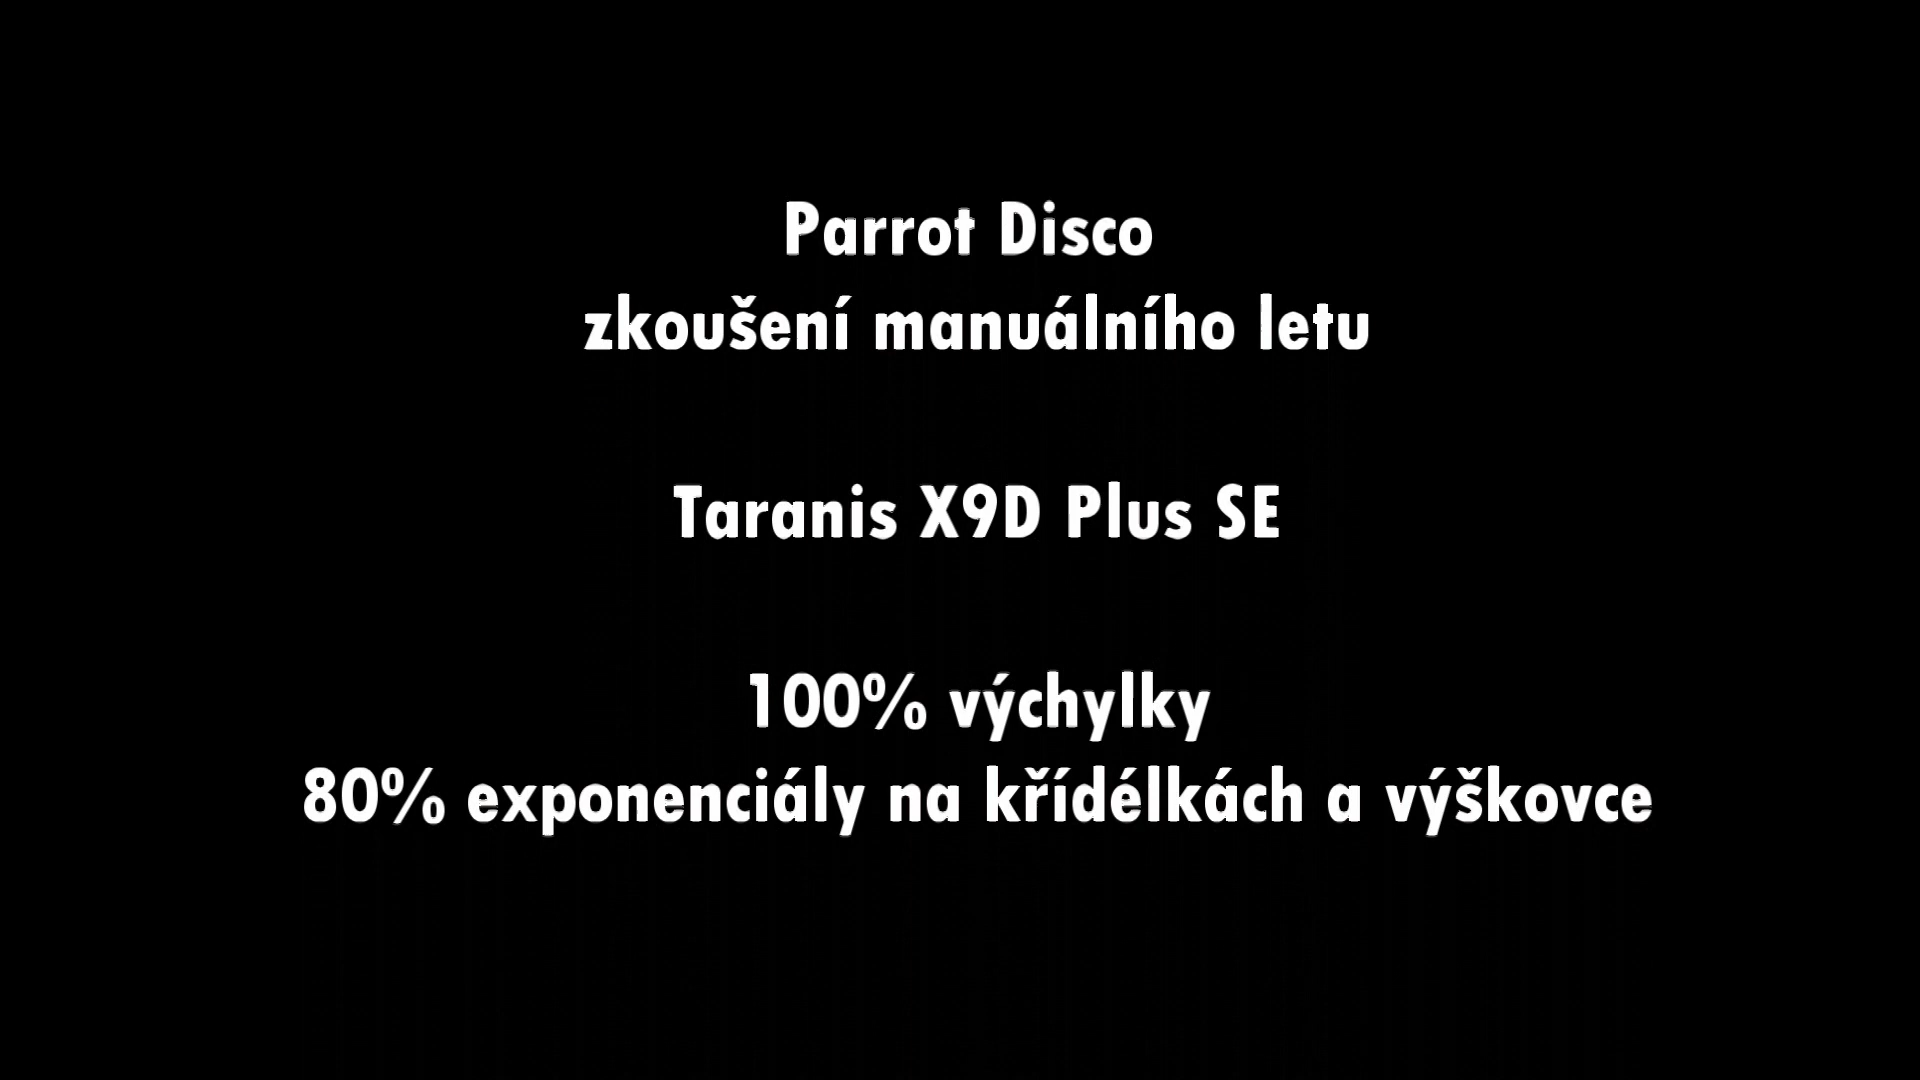 Parrot Disco
zkoušení manuálního letu
Taranis X9D Plus SE
100% výchylky
80% exponenciály na křídélkách a výškovce